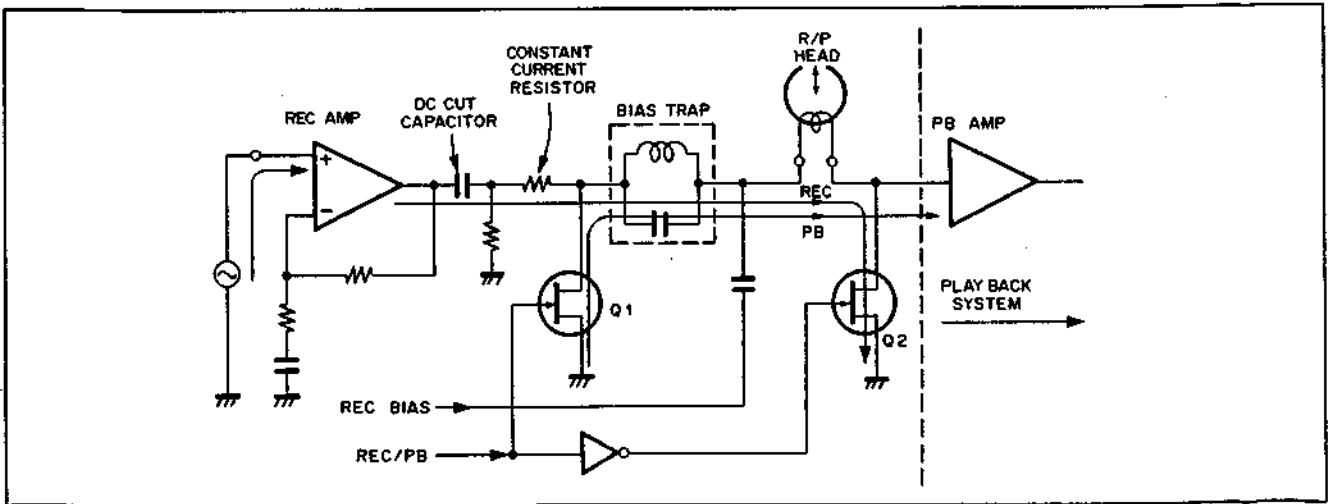 R/P
HEAD
CONSTANT
CURRENT
RESISTOR
DC CUT
CAPACITOR
REC AMP
BIAS TRAP
PB AMP
+
−
REC
PB
Q1
Q2
PLAY BACK
SYSTEM
REC BIAS
REC/PB